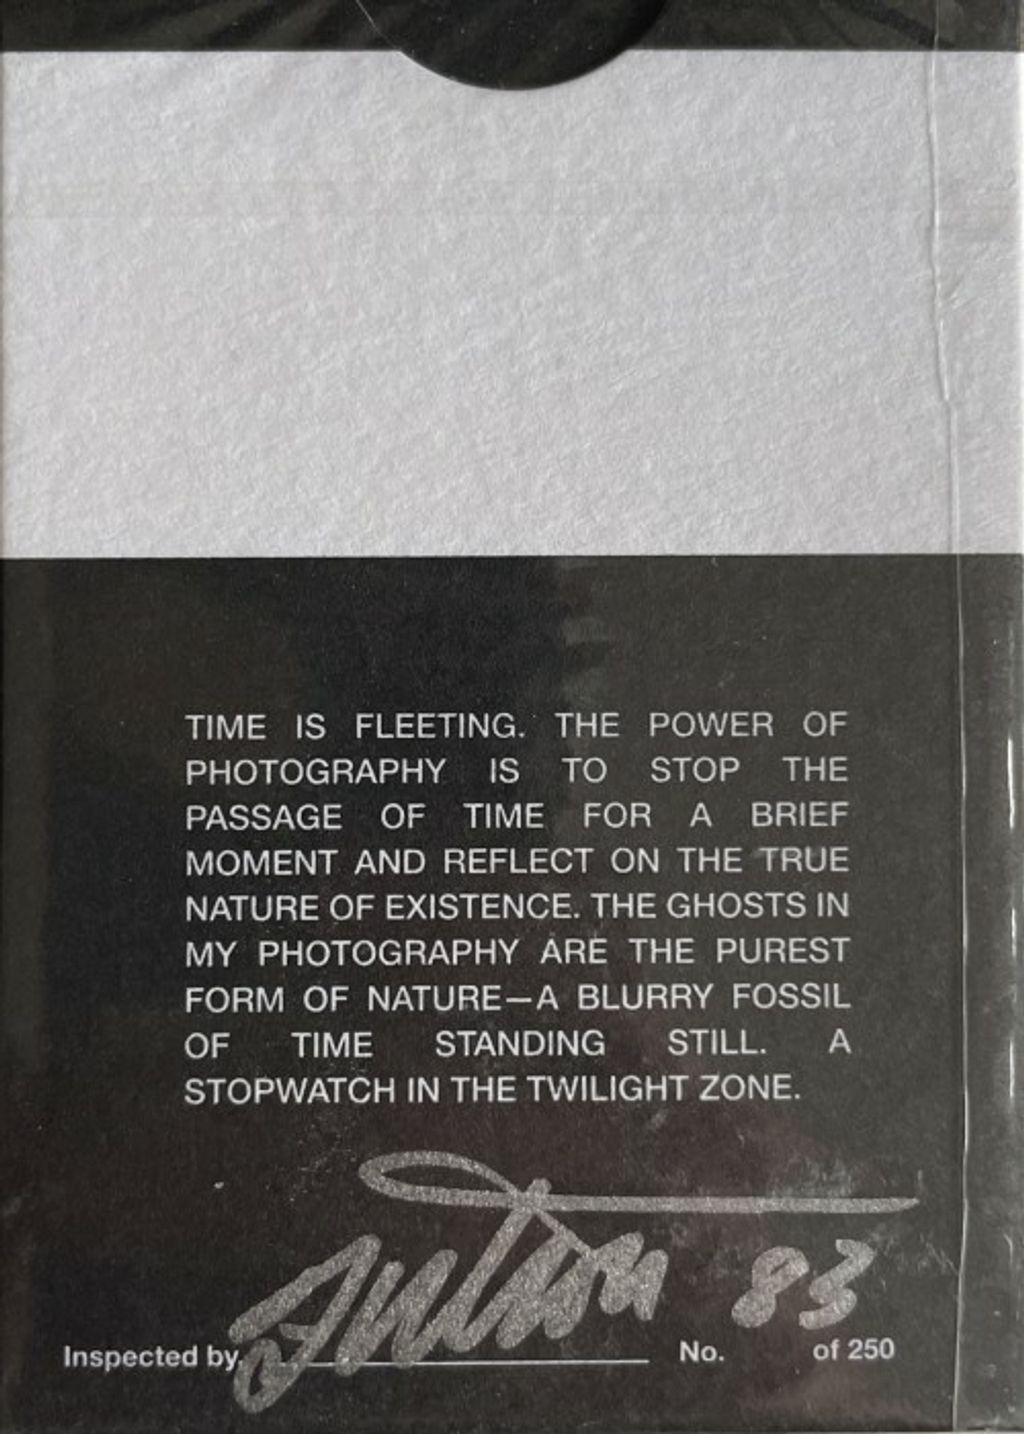 TIME IS FLEETING. THE POWER OF
PHOTOGRAPHY IS TO STOP THE
PASSAGE OF TIME FOR A BRIEF
MOMENT AND REFLECT ON THE TRUE
NATURE OF EXISTENCE. THE GHOSTS IN
MY PHOTOGRAPHY ARE THE PUREST
FORM OF NATURE—A BLURRY FOSSIL
OF TIME STANDING STILL. A
STOPWATCH IN THE TWILIGHT ZONE.
Inspected by No. 83 of 250